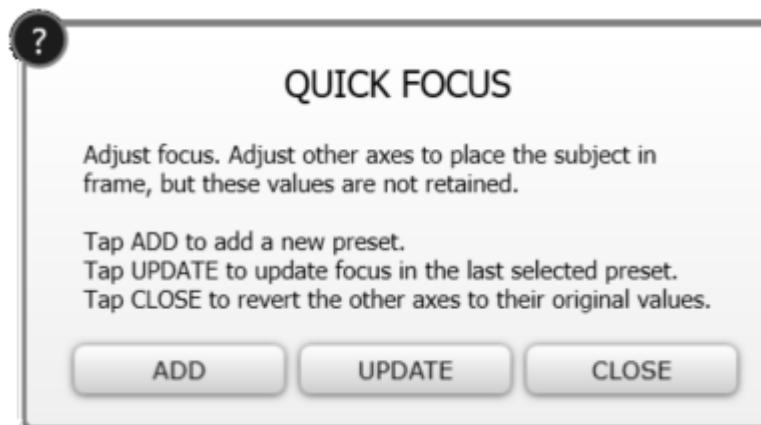 ?
QUICK FOCUS
Adjust focus. Adjust other axes to place the subject in
frame, but these values are not retained.
Tap ADD to add a new preset.
Tap UPDATE to update focus in the last selected preset.
Tap CLOSE to revert the other axes to their original values.
ADD UPDATE CLOSE